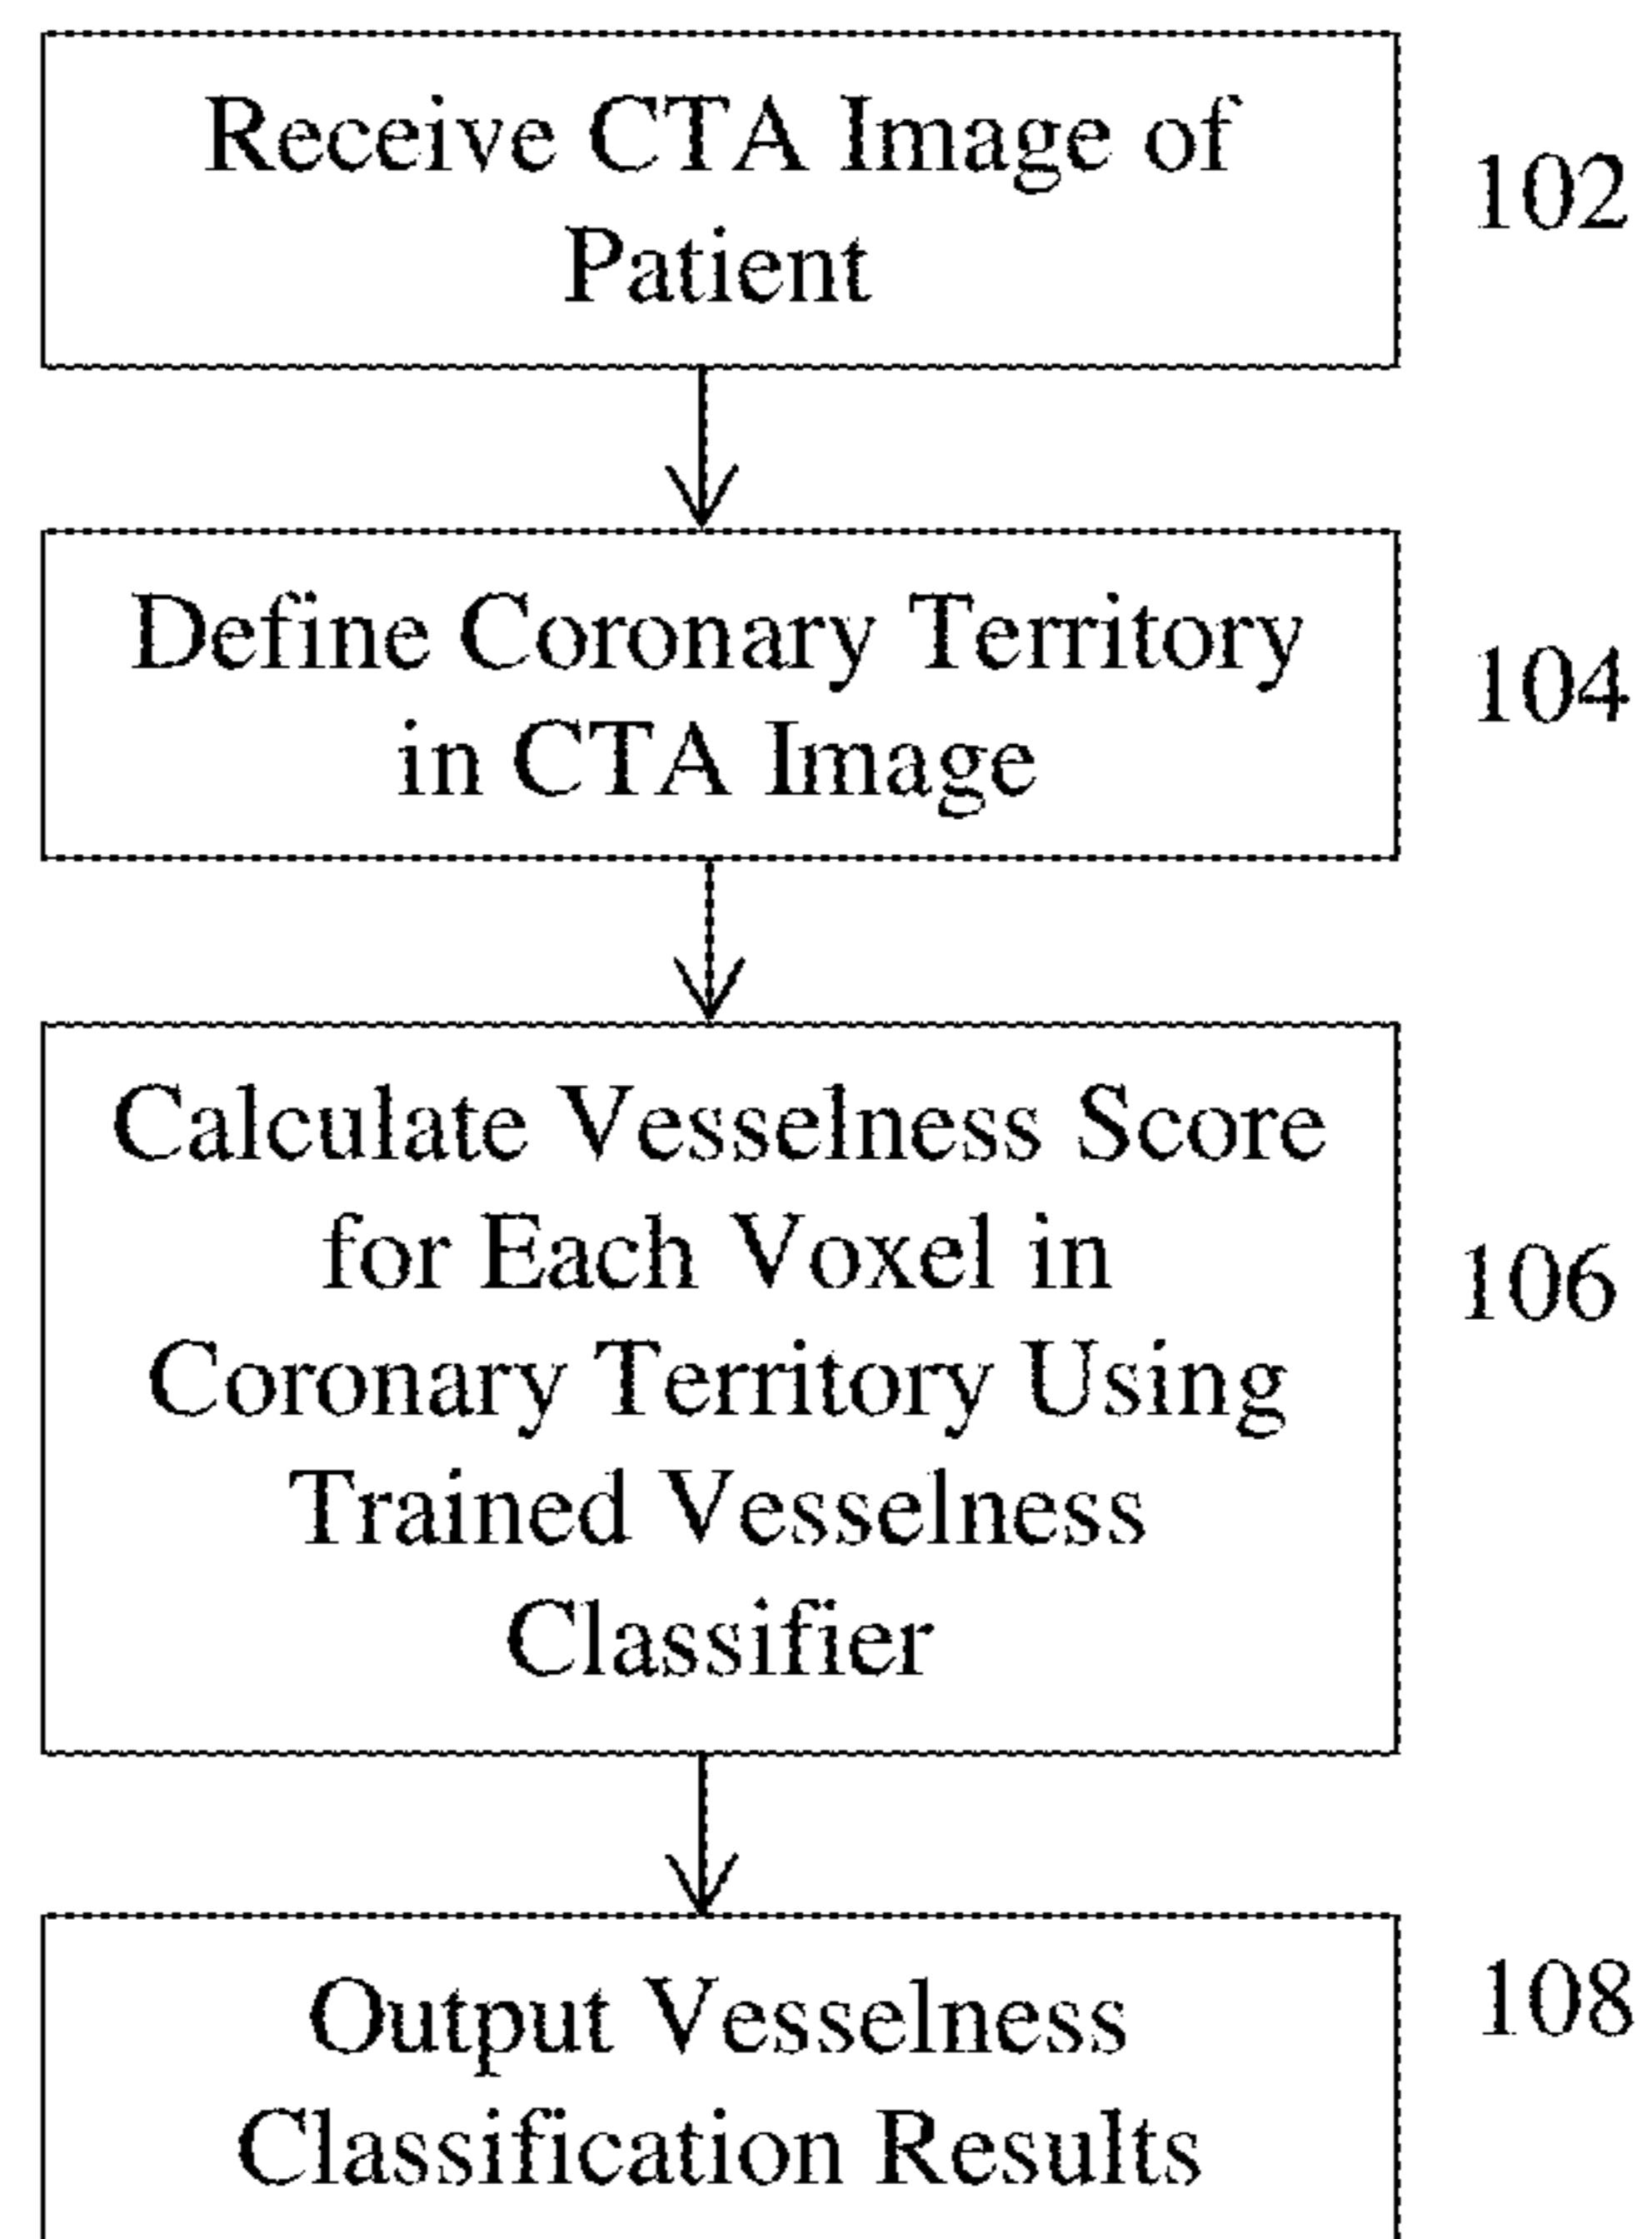 Receive CTA Image of
Patient
102
Define Coronary Territory
in CTA Image
104
Calculate Vesselness Score
for Each Voxel in
Coronary Territory Using
Trained Vesselness
Classifier
106
Output Vesselness
Classification Results
108